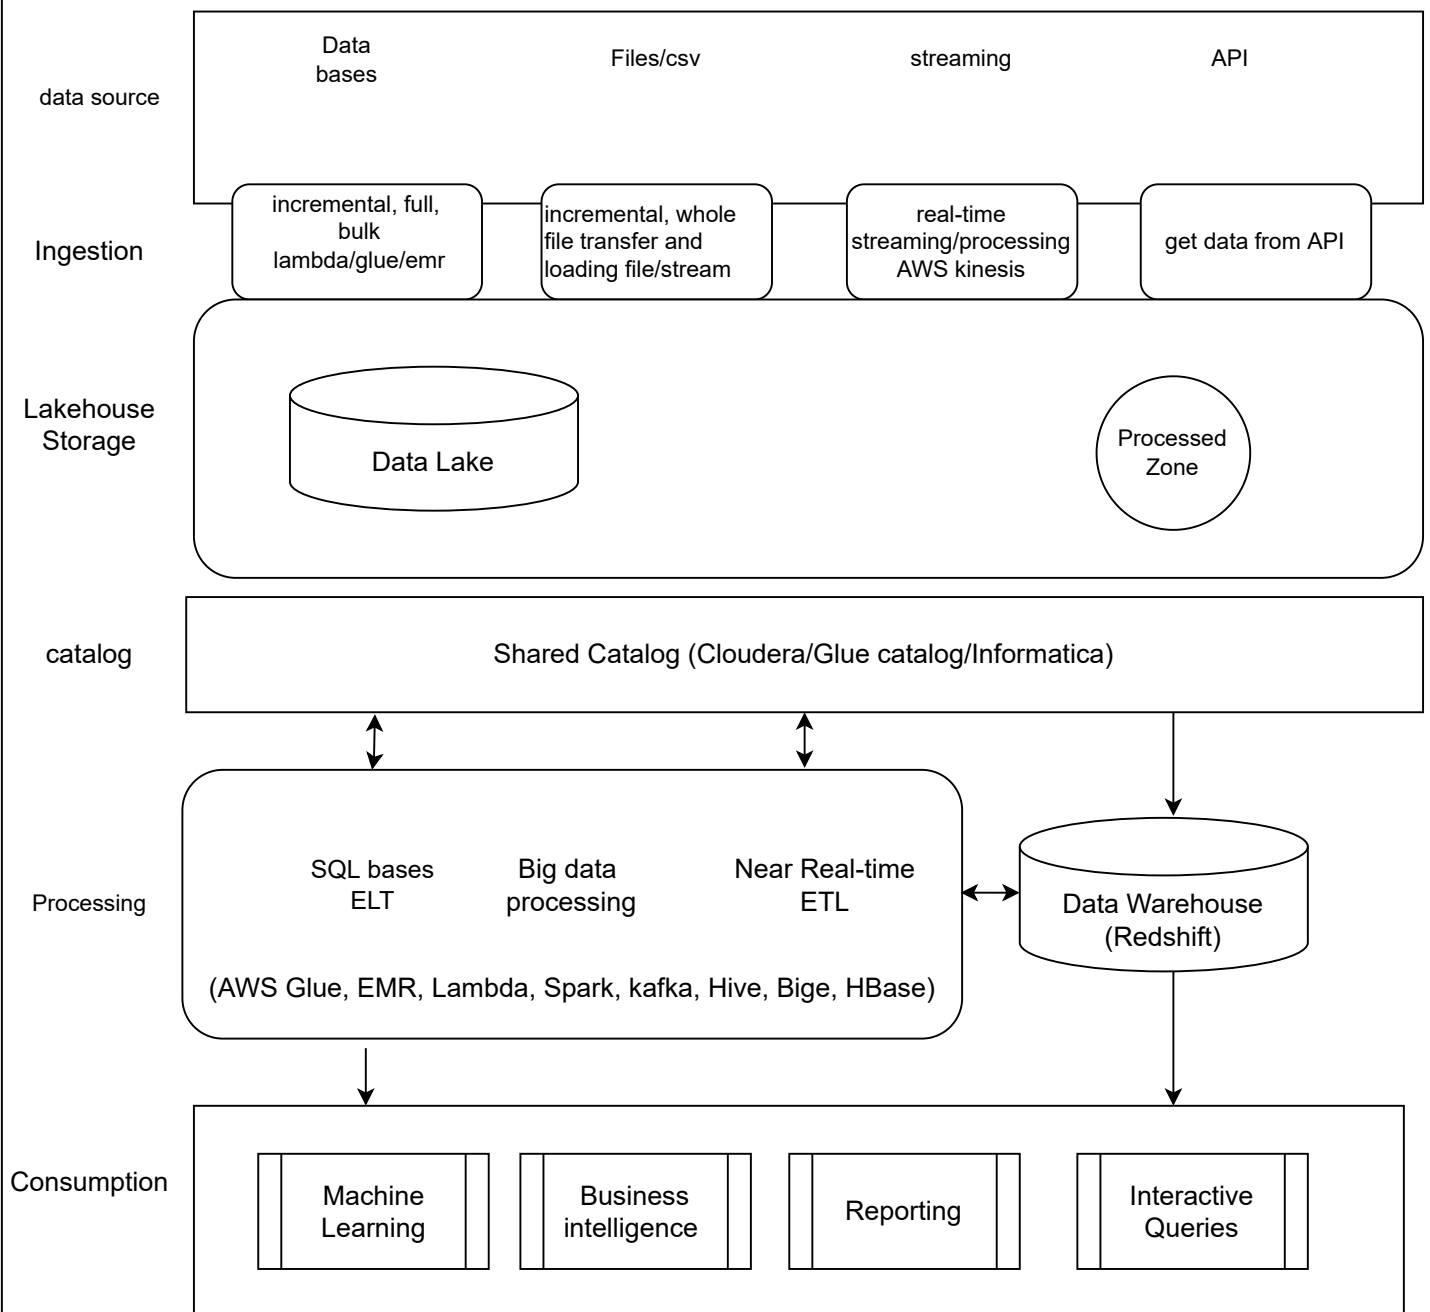 Data
bases
Files/csv
streaming
API
data source
incremental, full,
bulk
lambda/glue/emr
incremental, whole
file transfer and
loading file/stream
real-time
streaming/processing
AWS kinesis
get data from API
Ingestion
Lakehouse
Storage
Data Lake
Processed
Zone
catalog
Shared Catalog (Cloudera/Glue catalog/Informatica)
SQL bases
ELT
Big data
processing
Near Real-time
ETL
Processing
Data Warehouse
(Redshift)
(AWS Glue, EMR, Lambda, Spark, kafka, Hive, Bige, HBase)
Consumption
Machine
Learning
Business
intelligence
Reporting
Interactive
Queries